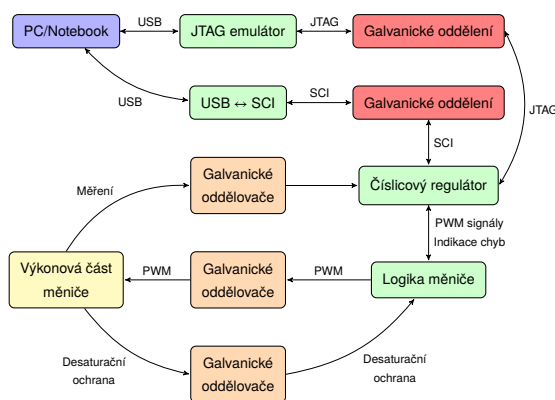 PC/Notebook
USB
JTAG emulátor
JTAG
Galvanické oddělení
USB
USB ↔ SCI
SCI
Galvanické oddělení
JTAG
SCI
Měření
Galvanické
oddělovače
Číslicový regulátor
PWM signály
Indikace chyb
Výkonová část
měniče
PWM
Galvanické
oddělovače
PWM
Logika měniče
Desaturační
ochrana
Galvanické
oddělovače
Desaturační
ochrana